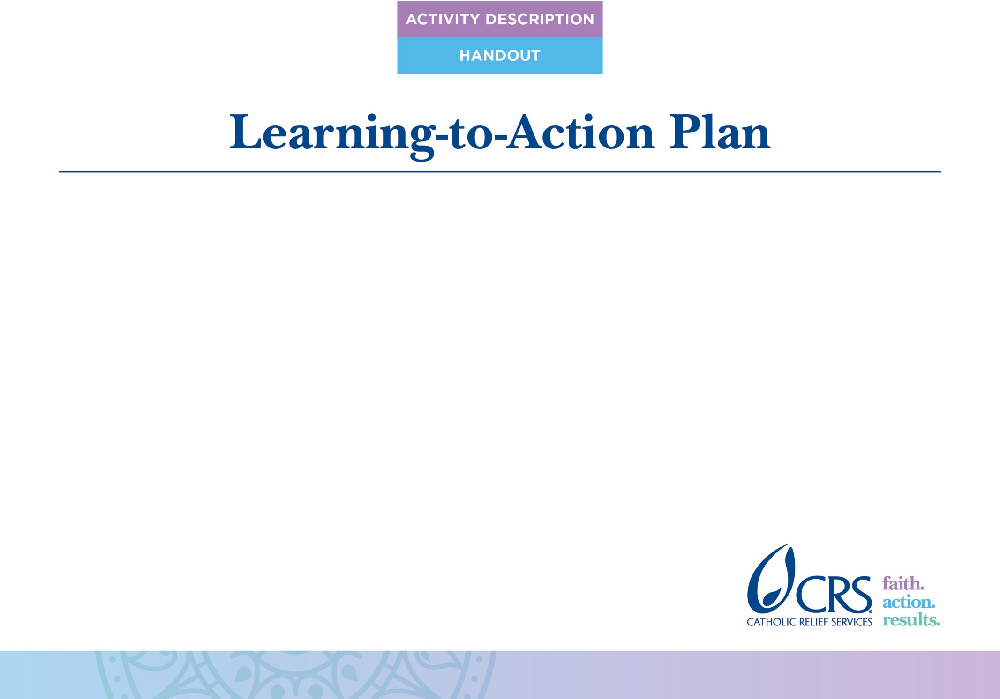 ACTIVITY DESCRIPTION
HANDOUT
Learning-to-Action Plan
CRS®
CATHOLIC RELIEF SERVICES
faith.
action.
results.